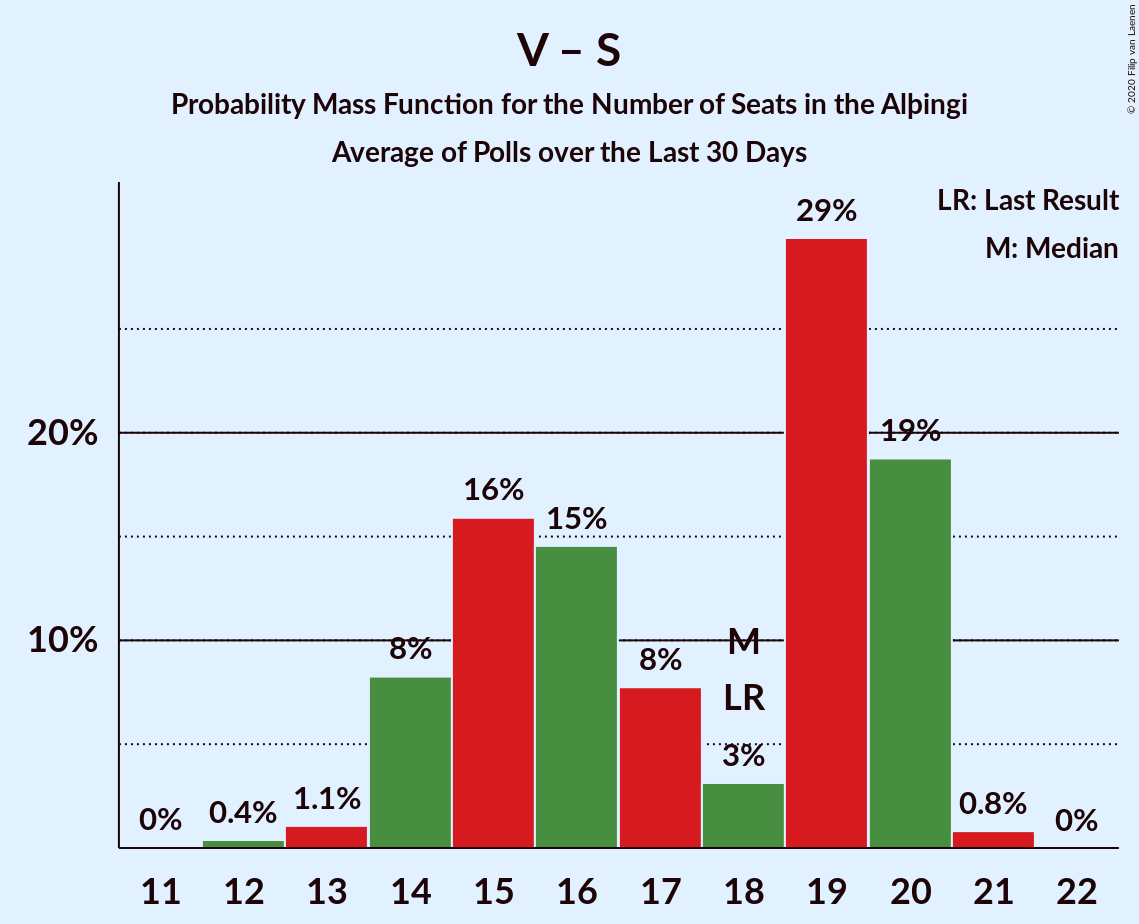 V – S
Probability Mass Function for the Number of Seats in the Alþingi
Average of Polls over the Last 30 Days
© 2020 Filip van Laenen
LR: Last Result
M: Median
29%
20%
19%
16%
15%
10%
8%
8%
M
LR
3%
0%
0.4%
1.1%
0.8%
0%
11 12 13 14 15 16 17 18 19 20 21 22